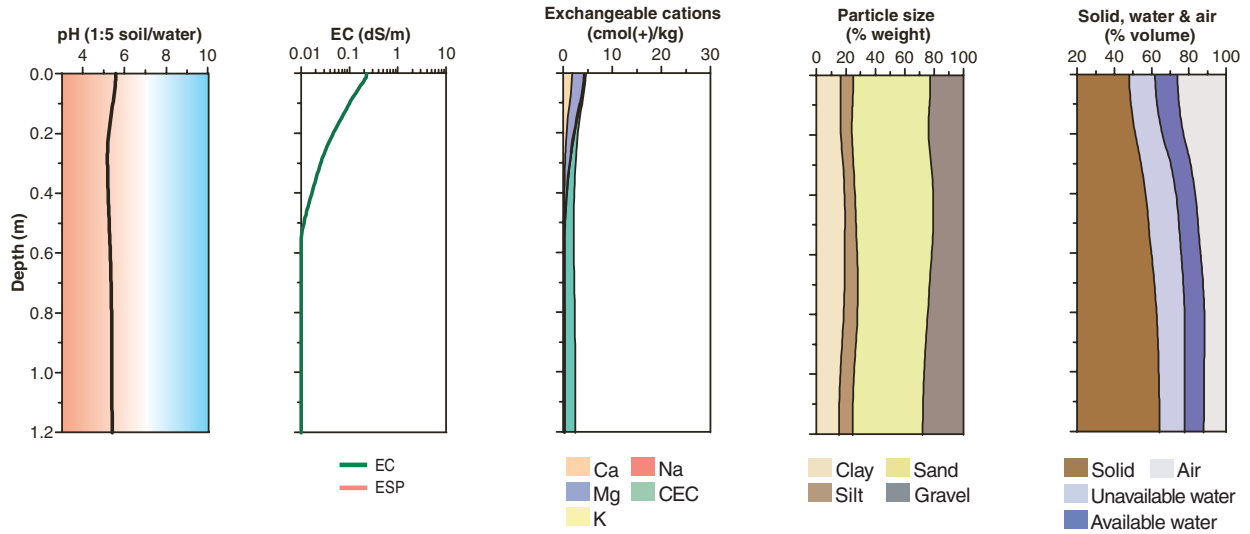 pH (1:5 soil/water)
4 6 8 10
Depth (m)
0.0
0.2
0.4
0.6
0.8
1.0
1.2
EC (dS/m)
0.01 0.1 1 10
EC
ESP
Exchangeable cations
(cmol(+)/kg)
0 10 20 30
Ca Na
Mg CEC
K
Particle size
(% weight)
0 20 40 60 80 100
Clay Sand
Silt Gravel
Solid, water & air
(% volume)
20 40 60 80 100
Solid Air
Unavailable water
Available water